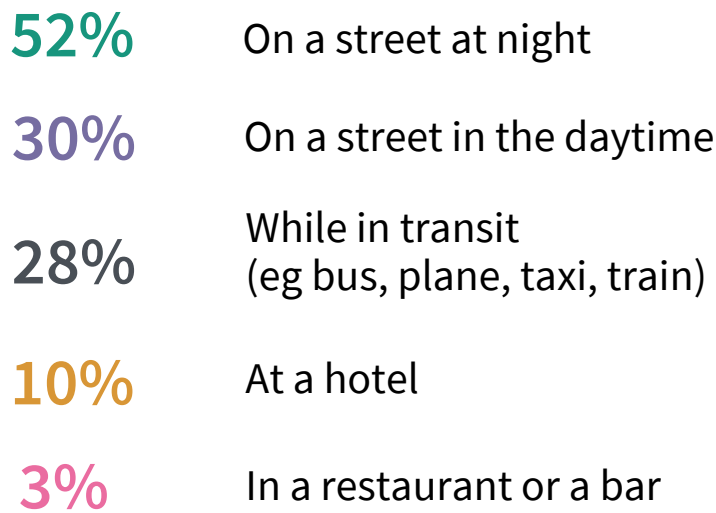 52% On a street at night
30% On a street in the daytime
28% While in transit
(eg bus, plane, taxi, train)
10% At a hotel
3% In a restaurant or a bar